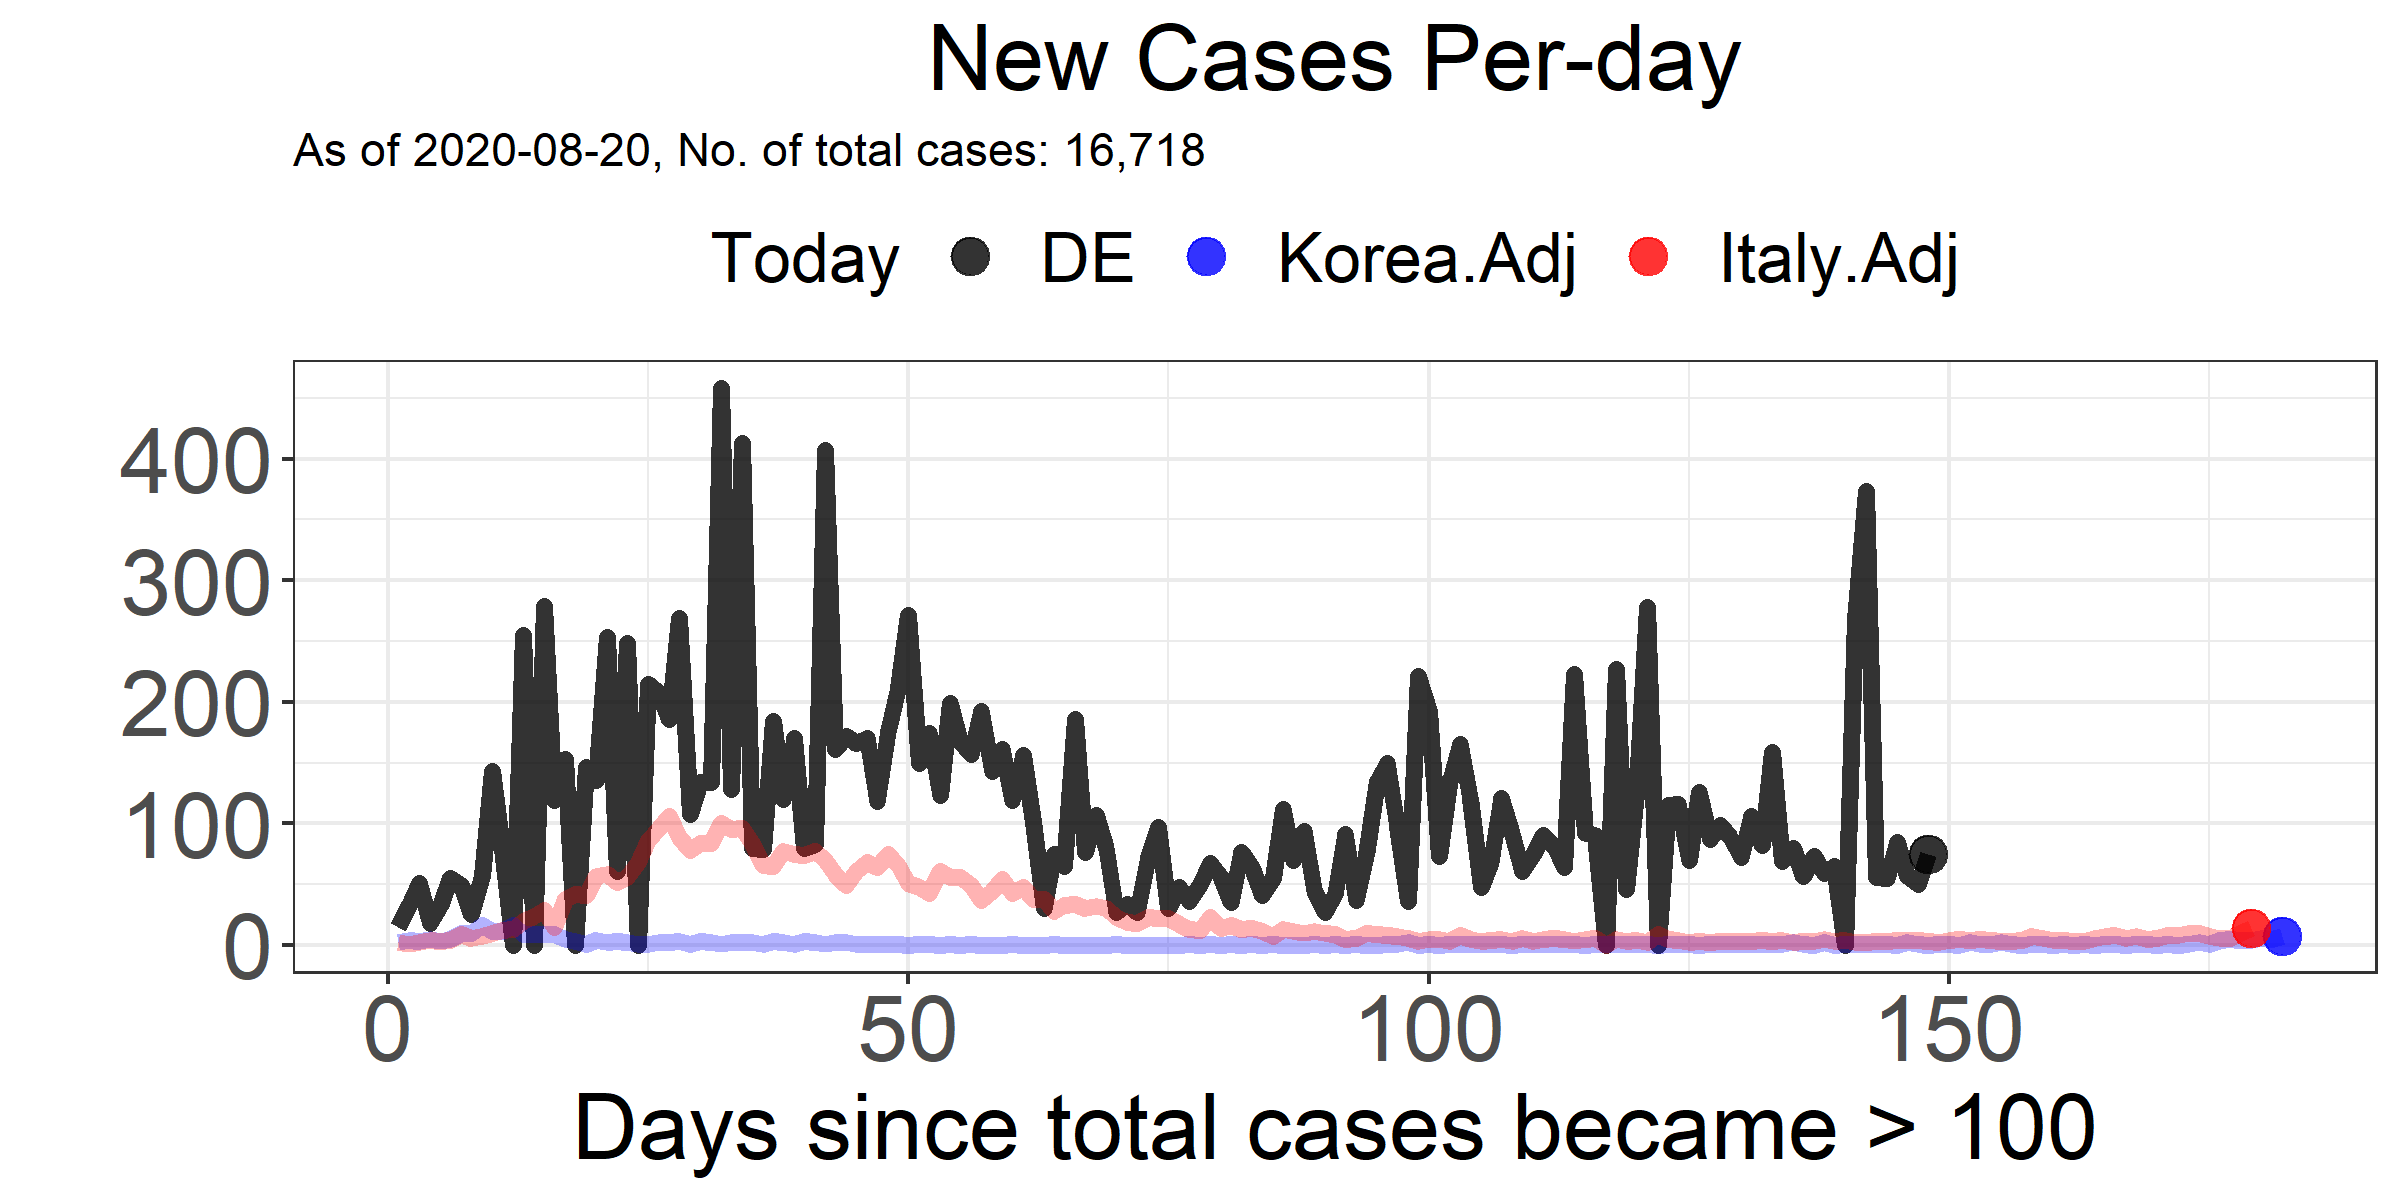 New Cases Per-day
As of 2020-08-20, No. of total cases: 16,718
Today DE Korea.Adj Italy.Adj
400
300
200
100
0
0 50 100 150
Days since total cases became > 100